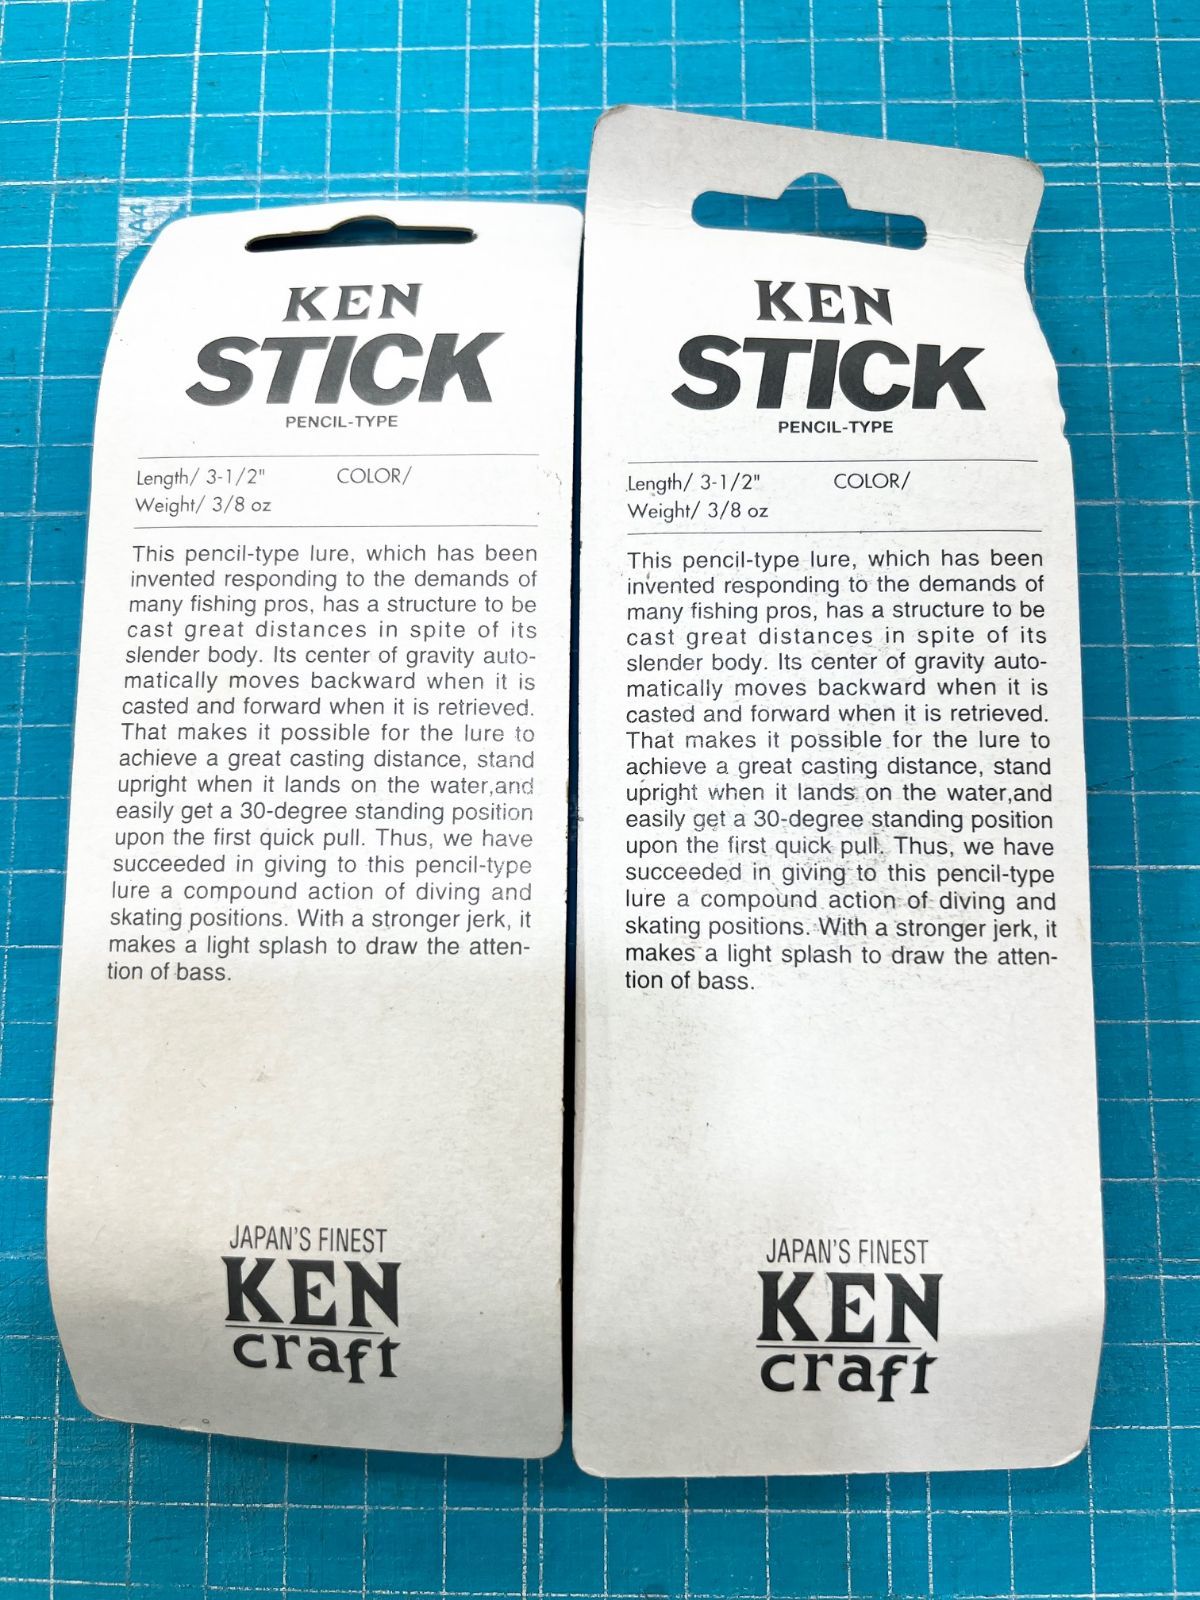 KEN
STICK
PENCIL-TYPE
Length/ 3-1/2" COLOR/
Weight/ 3/8 oz
This pencil-type lure, which has been
invented responding to the demands of
many fishing pros, has a structure to be
cast great distances in spite of its
slender body. Its center of gravity auto-
matically moves backward when it is
casted and forward when it is retrieved.
That makes it possible for the lure to
achieve a great casting distance, stand
upright when it lands on the water,and
easily get a 30-degree standing position
upon the first quick pull. Thus, we have
succeeded in giving to this pencil-type
lure a compound action of diving and
skating positions. With a stronger jerk, it
makes a light splash to draw the atten-
tion of bass.
JAPAN'S FINEST
KEN
craft
KEN
STICK
PENCIL-TYPE
Length/ 3-1/2" COLOR/
Weight/ 3/8 oz
This pencil-type lure, which has been
invented responding to the demands of
many fishing pros, has a structure to be
cast great distances in spite of its
slender body. Its center of gravity auto-
matically moves backward when it is
casted and forward when it is retrieved.
That makes it possible for the lure to
achieve a great casting distance, stand
upright when it lands on the water,and
easily get a 30-degree standing position
upon the first quick pull. Thus, we have
succeeded in giving to this pencil-type
lure a compound action of diving and
skating positions. With a stronger jerk, it
makes a light splash to draw the atten-
tion of bass.
JAPAN'S FINEST
KEN
craft